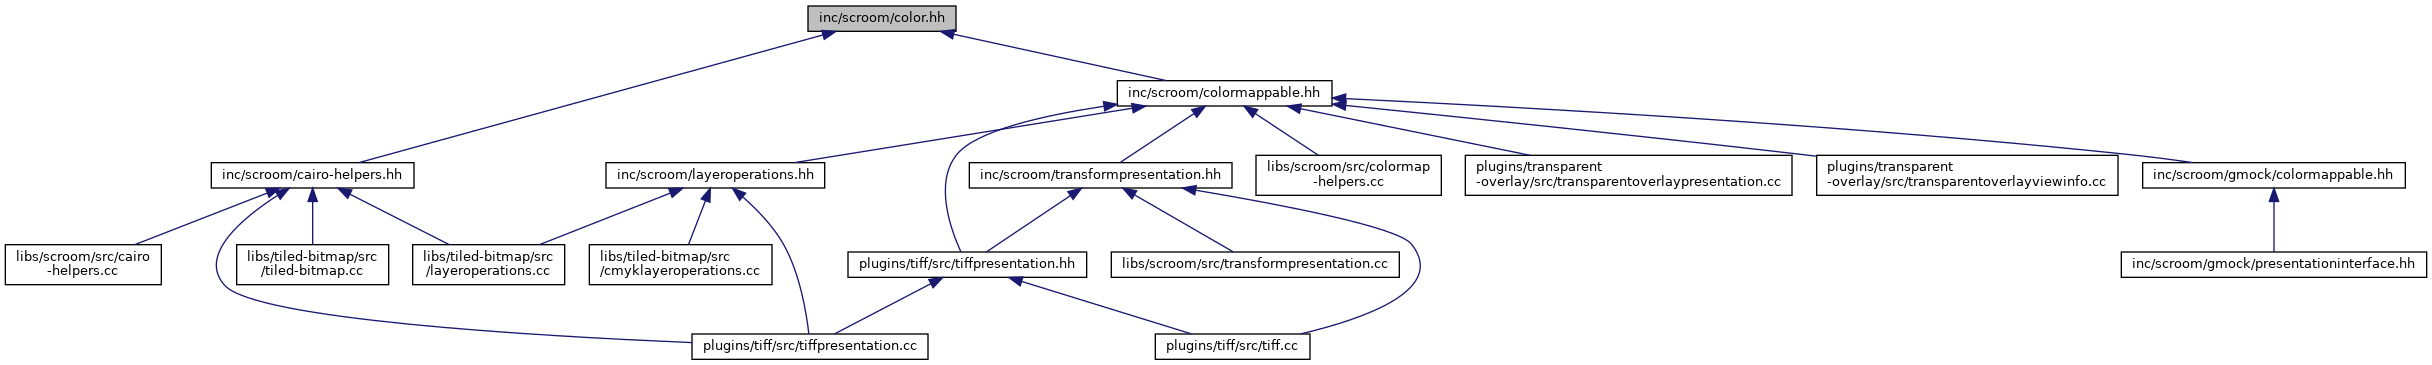 inc/scroom/color.hh
inc/scroom/colormappable.hh
inc/scroom/cairo-helpers.hh
inc/scroom/layeroperations.hh
inc/scroom/transformpresentation.hh
libs/scroom/src/colormap
-helpers.cc
plugins/transparent
-overlay/src/transparentoverlaypresentation.cc
plugins/transparent
-overlay/src/transparentoverlayviewinfo.cc
inc/scroom/gmock/colormappable.hh
libs/scroom/src/cairo
-helpers.cc
libs/tiled-bitmap/src
/tiled-bitmap.cc
libs/tiled-bitmap/src
/layeroperations.cc
libs/tiled-bitmap/src
/cmyklayeroperations.cc
plugins/tiff/src/tiffpresentation.hh
libs/scroom/src/transformpresentation.cc
inc/scroom/gmock/presentationinterface.hh
plugins/tiff/src/tiffpresentation.cc
plugins/tiff/src/tiff.cc